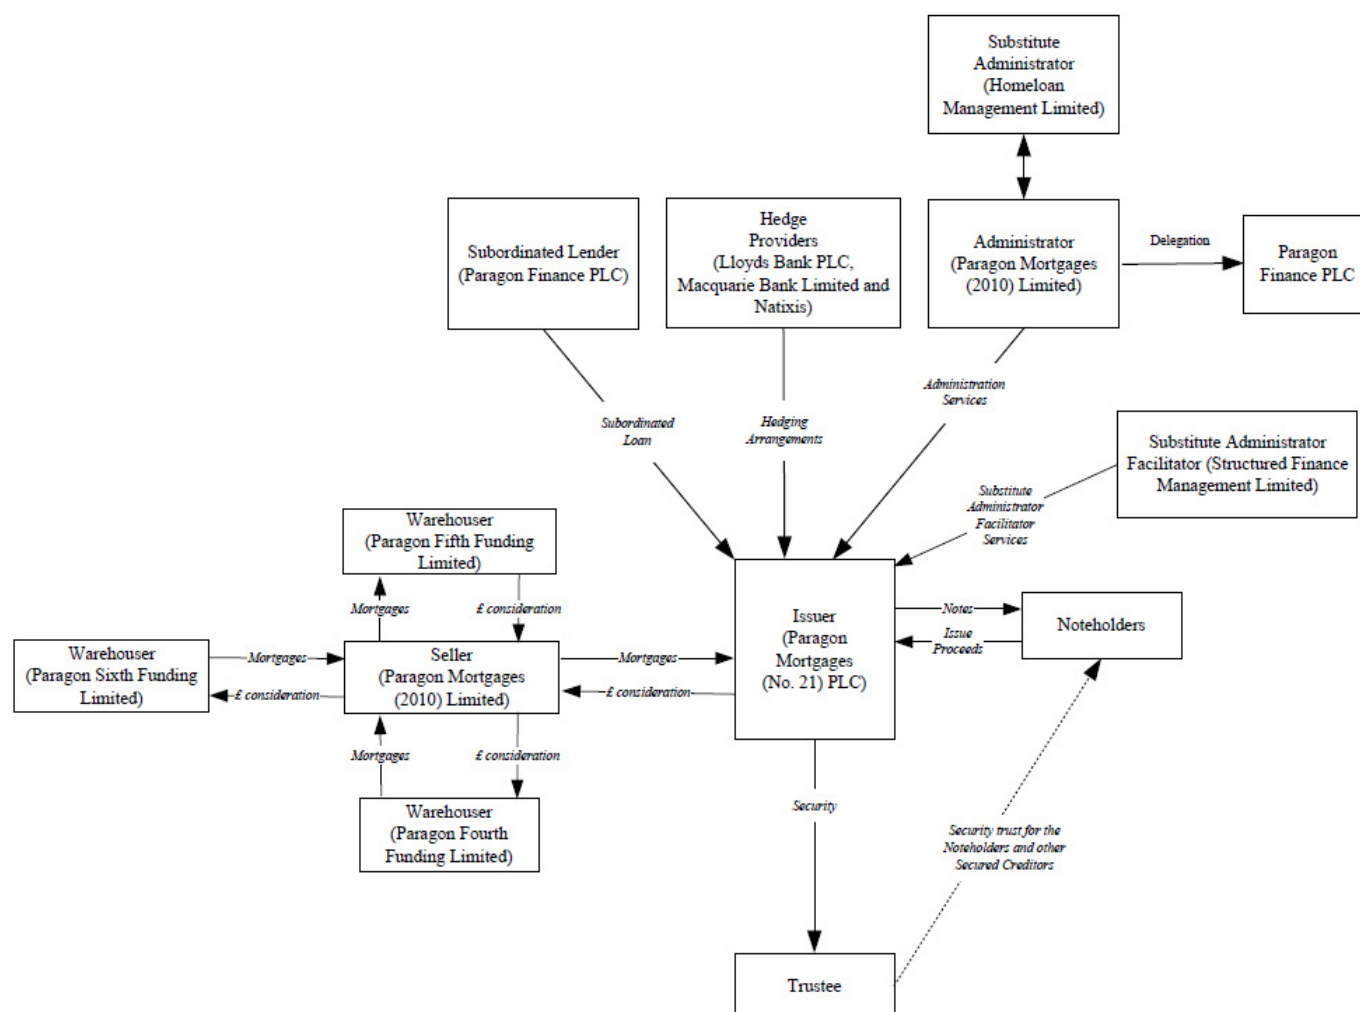 Substitute
Administrator
(Homeloan
Management Limited)
Subordinated Lender
(Paragon Finance PLC)
Hedge
Providers
(Lloyds Bank PLC,
Macquarie Bank Limited and
Natixis)
Administrator
(Paragon Mortgages
(2010) Limited)
Delegation
Paragon
Finance PLC
Subordinated
Loan
Hedging
Arrangements
Administration
Services
Substitute Administrator
Facilitator (Structured Finance
Management Limited)
Substitute
Administrator
Facilitator
Services
Warehouser
(Paragon Fifth Funding
Limited)
Mortgages
£ consideration
Warehouser
(Paragon Sixth Funding
Limited)
Mortgages
£ consideration
Seller
(Paragon Mortgages
(2010) Limited)
Mortgages
£ consideration
Issuer
(Paragon
Mortgages
(No. 21) PLC)
Notes
Issue
Proceeds
Noteholders
Mortgages
£ consideration
Warehouser
(Paragon Fourth
Funding Limited)
Security
Security trust for the
Noteholders and other
Secured Creditors
Trustee